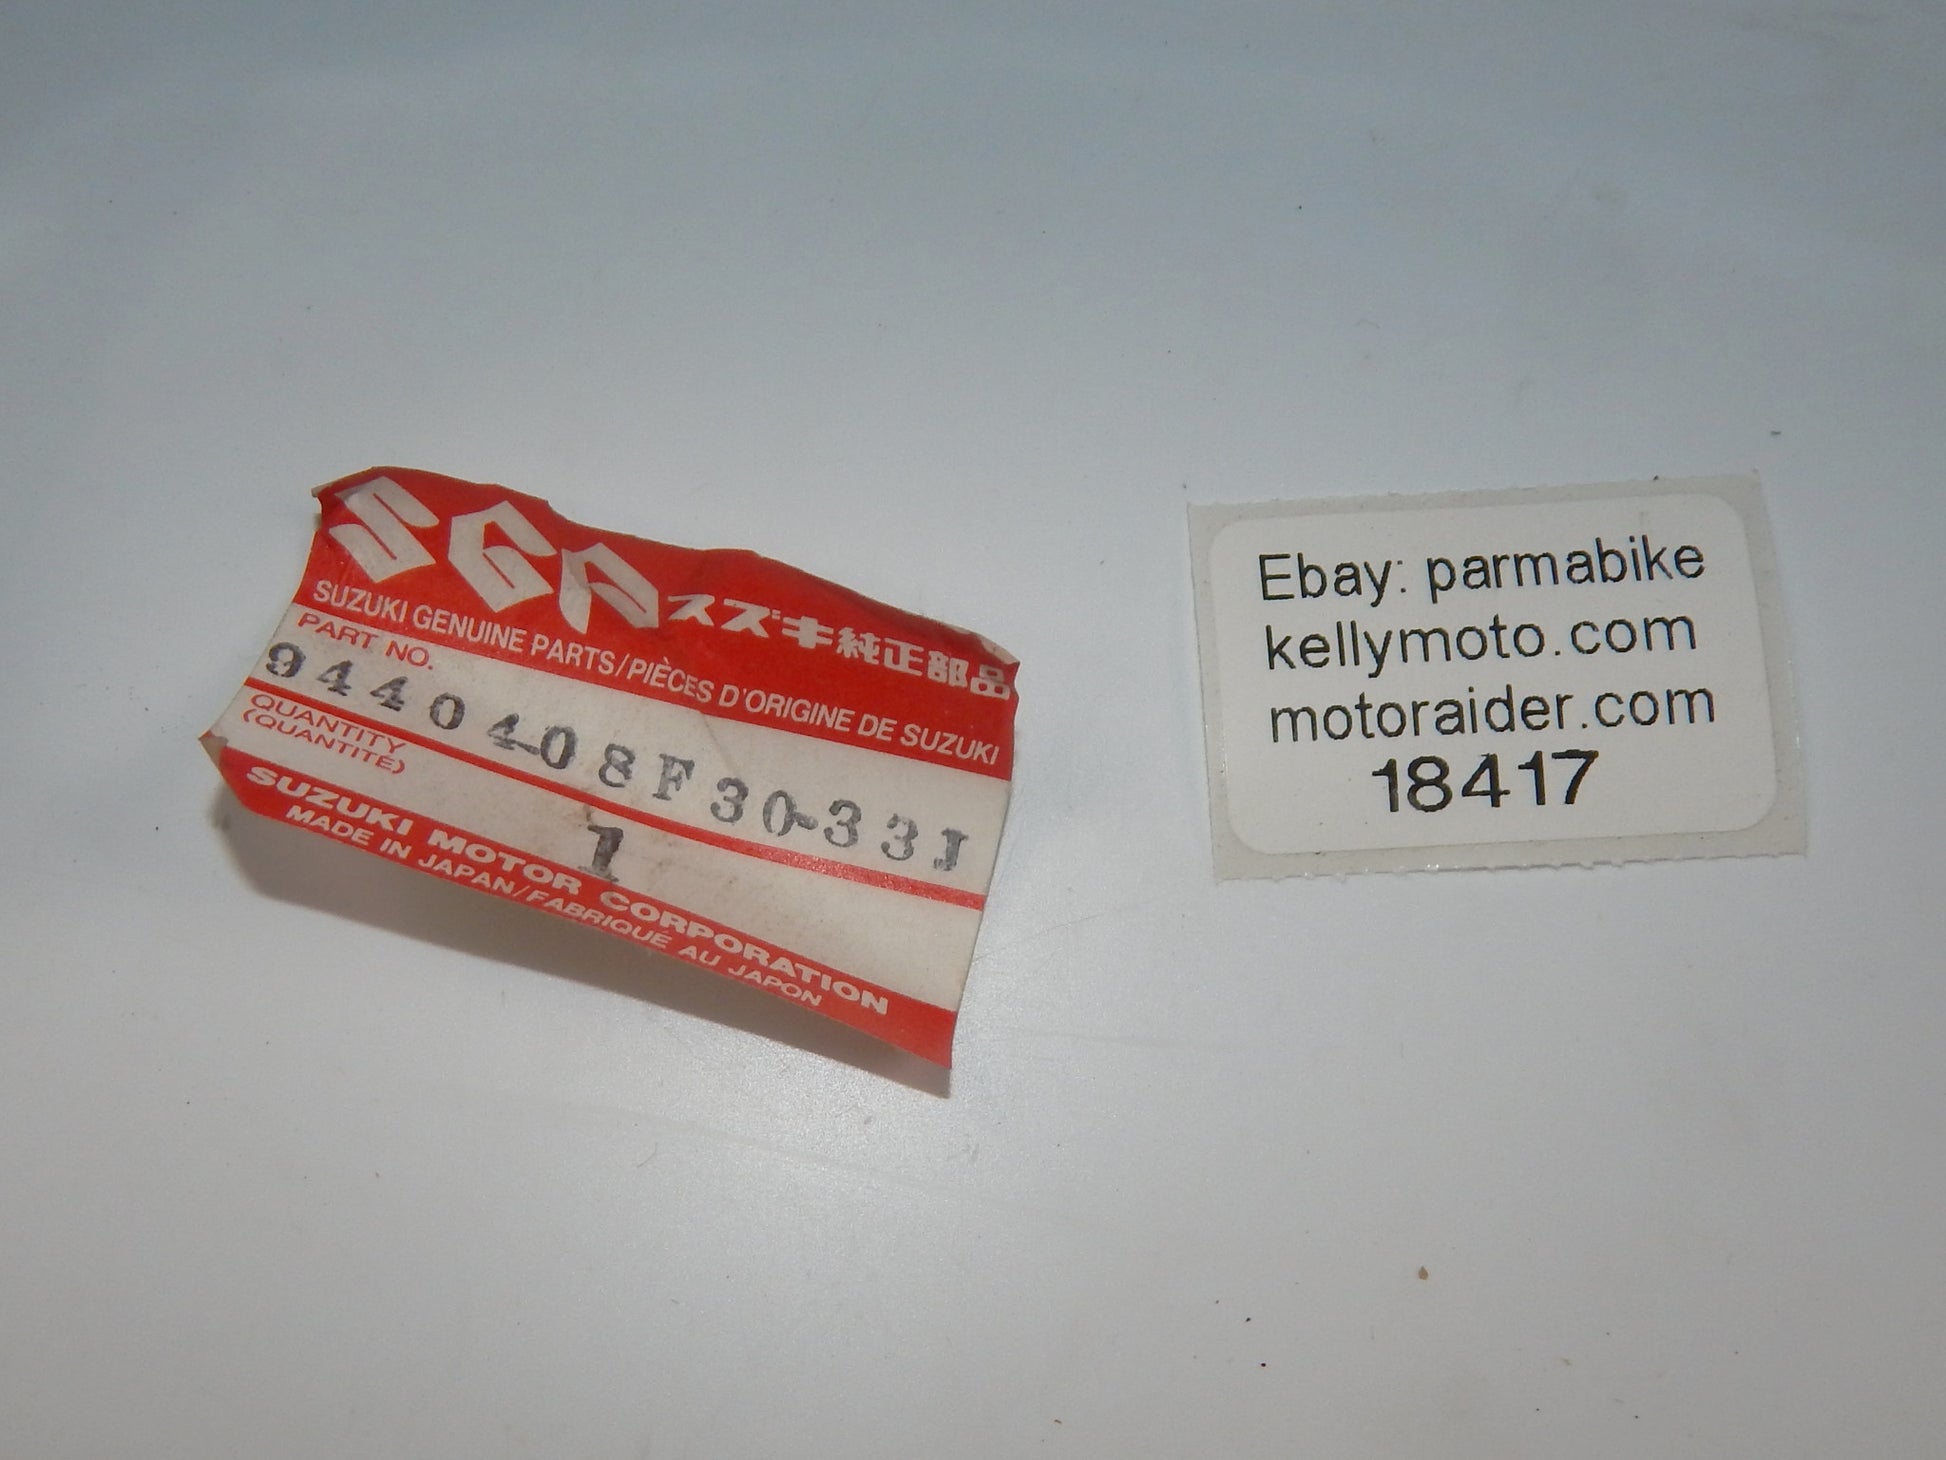 SGP スズキ純正部品
SUZUKI GENUINE PARTS/PIÈCES D'ORIGINE DE SUZUKI
PART NO.
94404-08F30-33J
QUANTITY
(QUANTITÉ)
1
SUZUKI MOTOR CORPORATION
MADE IN JAPAN/FABRIQUÉ AU JAPON
Ebay: parmabike
kellymoto.com
motoraider.com
18417